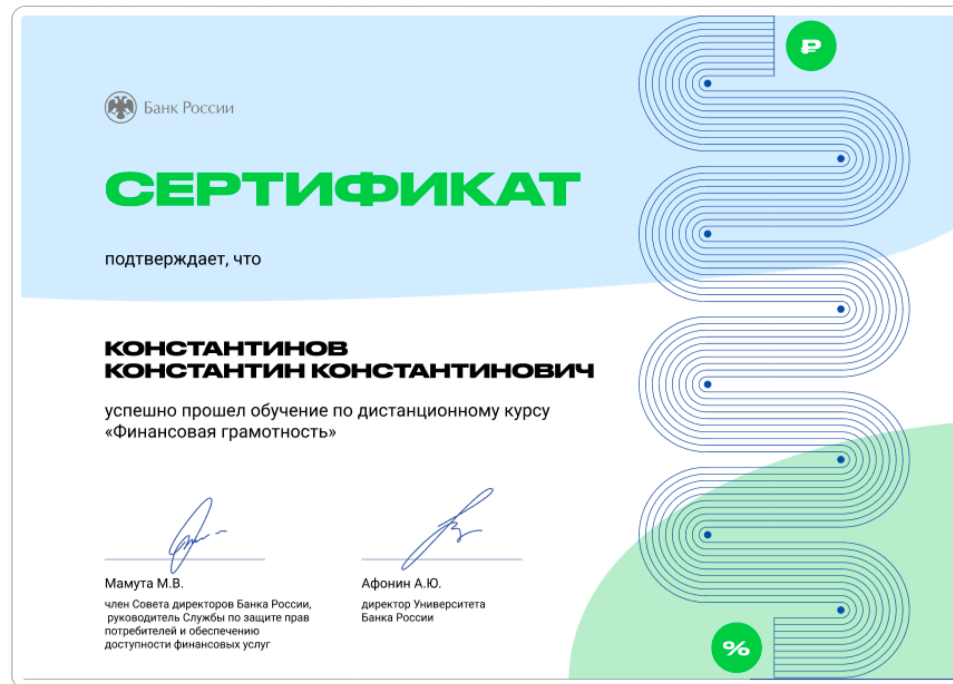 ₽
Банк России
СЕРТИФИКАТ
подтверждает, что
КОНСТАНТИНОВ
КОНСТАНТИН КОНСТАНТИНОВИЧ
успешно прошел обучение по дистанционному курсу
«Финансовая грамотность»
Мамута М.В.
член Совета директоров Банка России,
руководитель Службы по защите прав
потребителей и обеспечению
доступности финансовых услуг
Афонин А.Ю.
директор Университета
Банка России
%